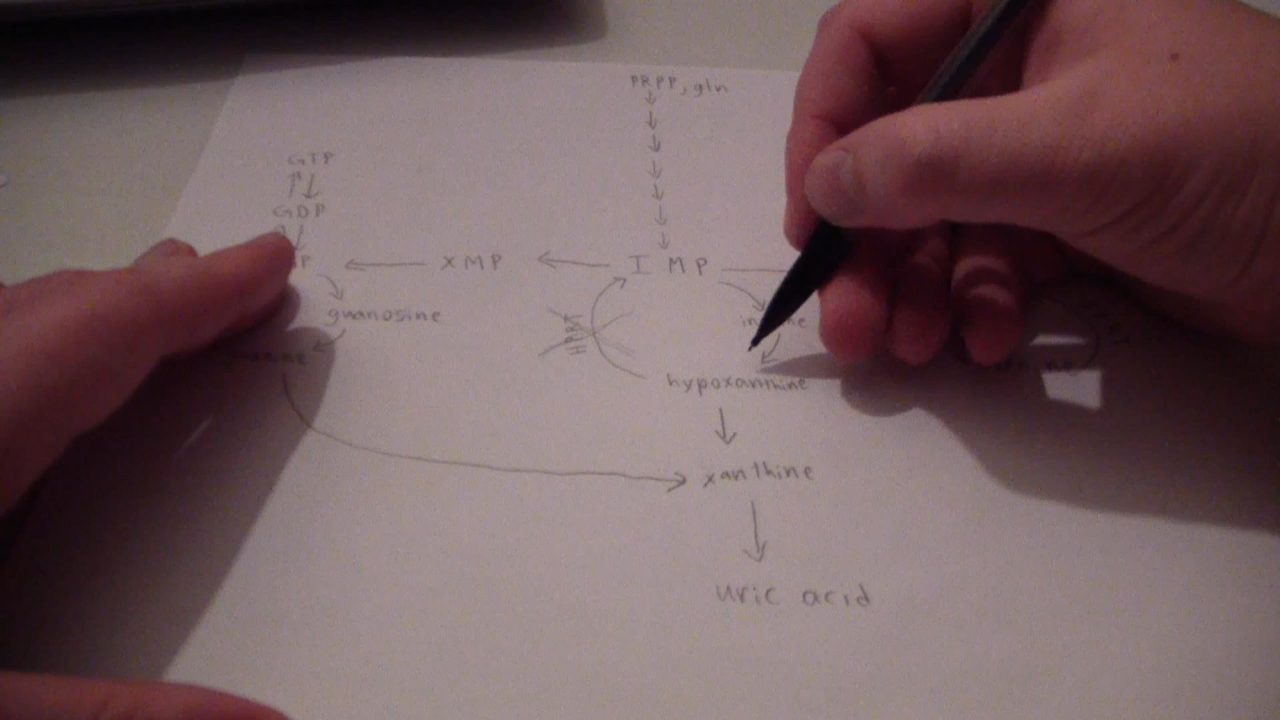 PRPP, gln
GTP
GDP
XMP
IMP
guanosine
HPRT
hypoxanthine
xanthine
uric acid